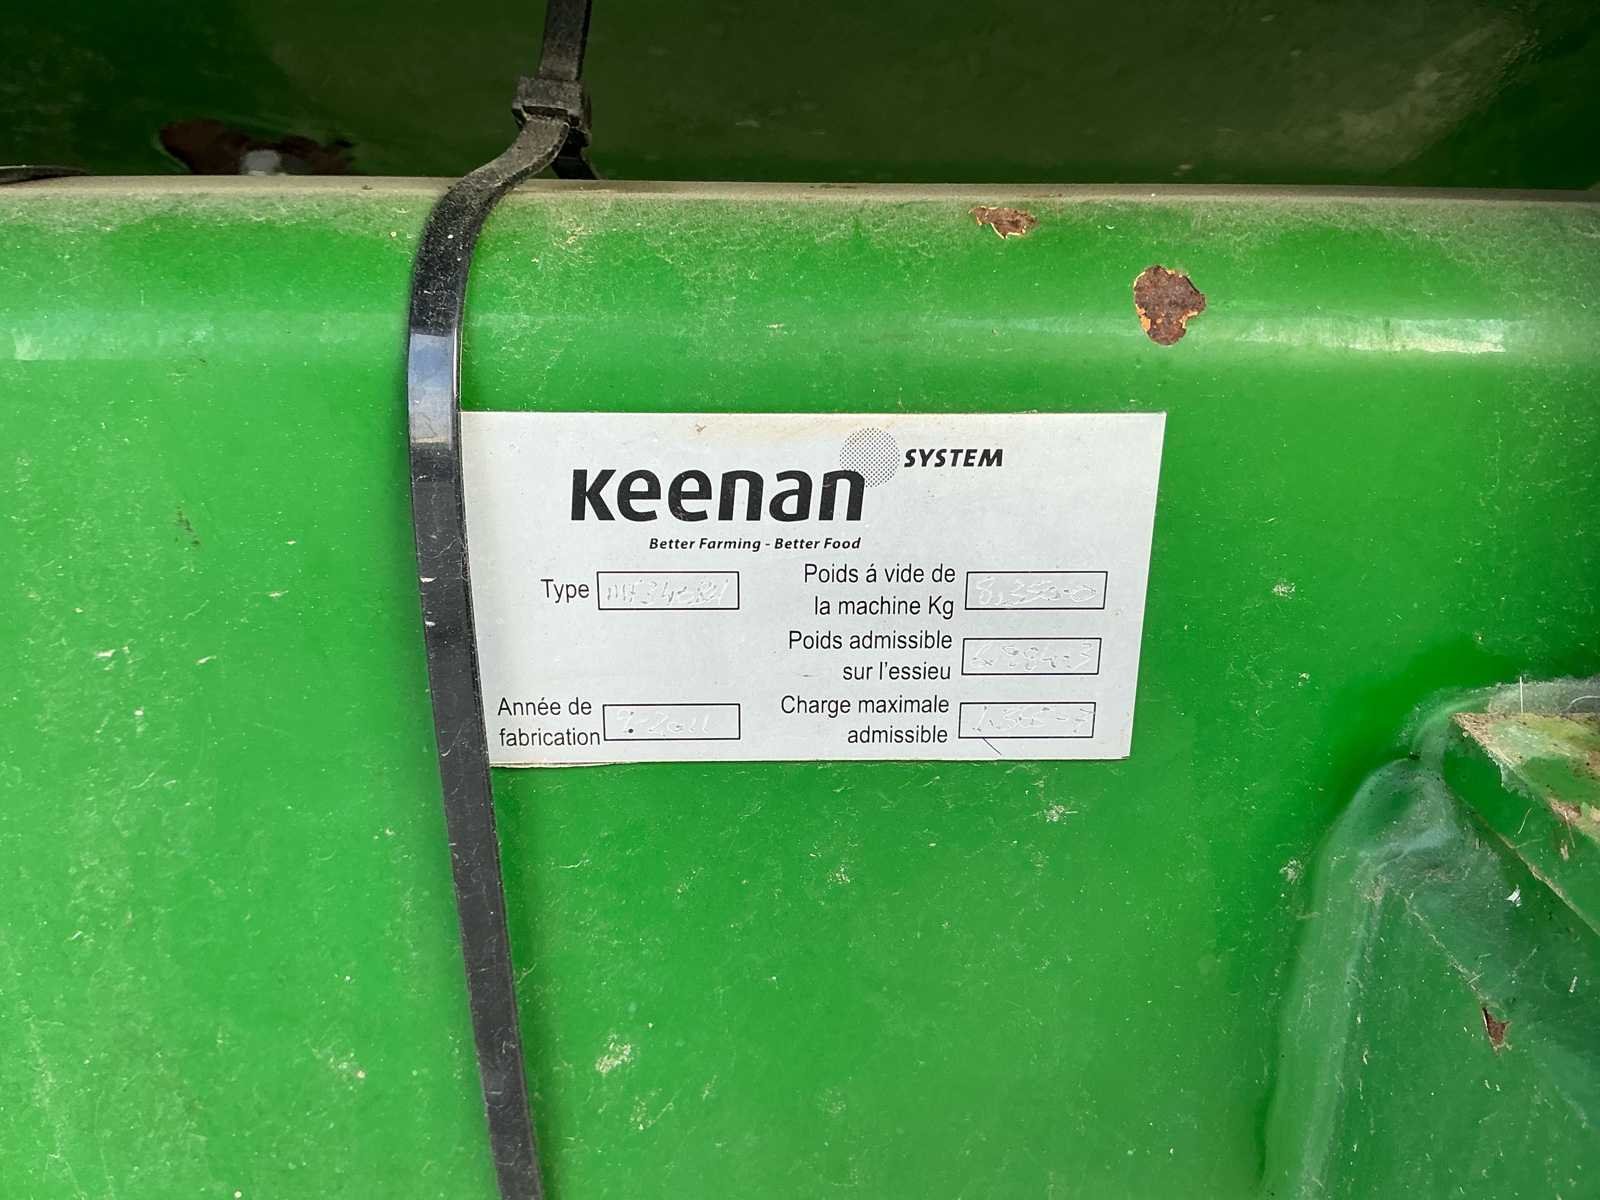 Keenan SYSTEM
Better Farming - Better Food
Type
Poids á vide de
la machine Kg
Poids admissible
sur l'essieu
Année de
fabrication
Charge maximale
admissible